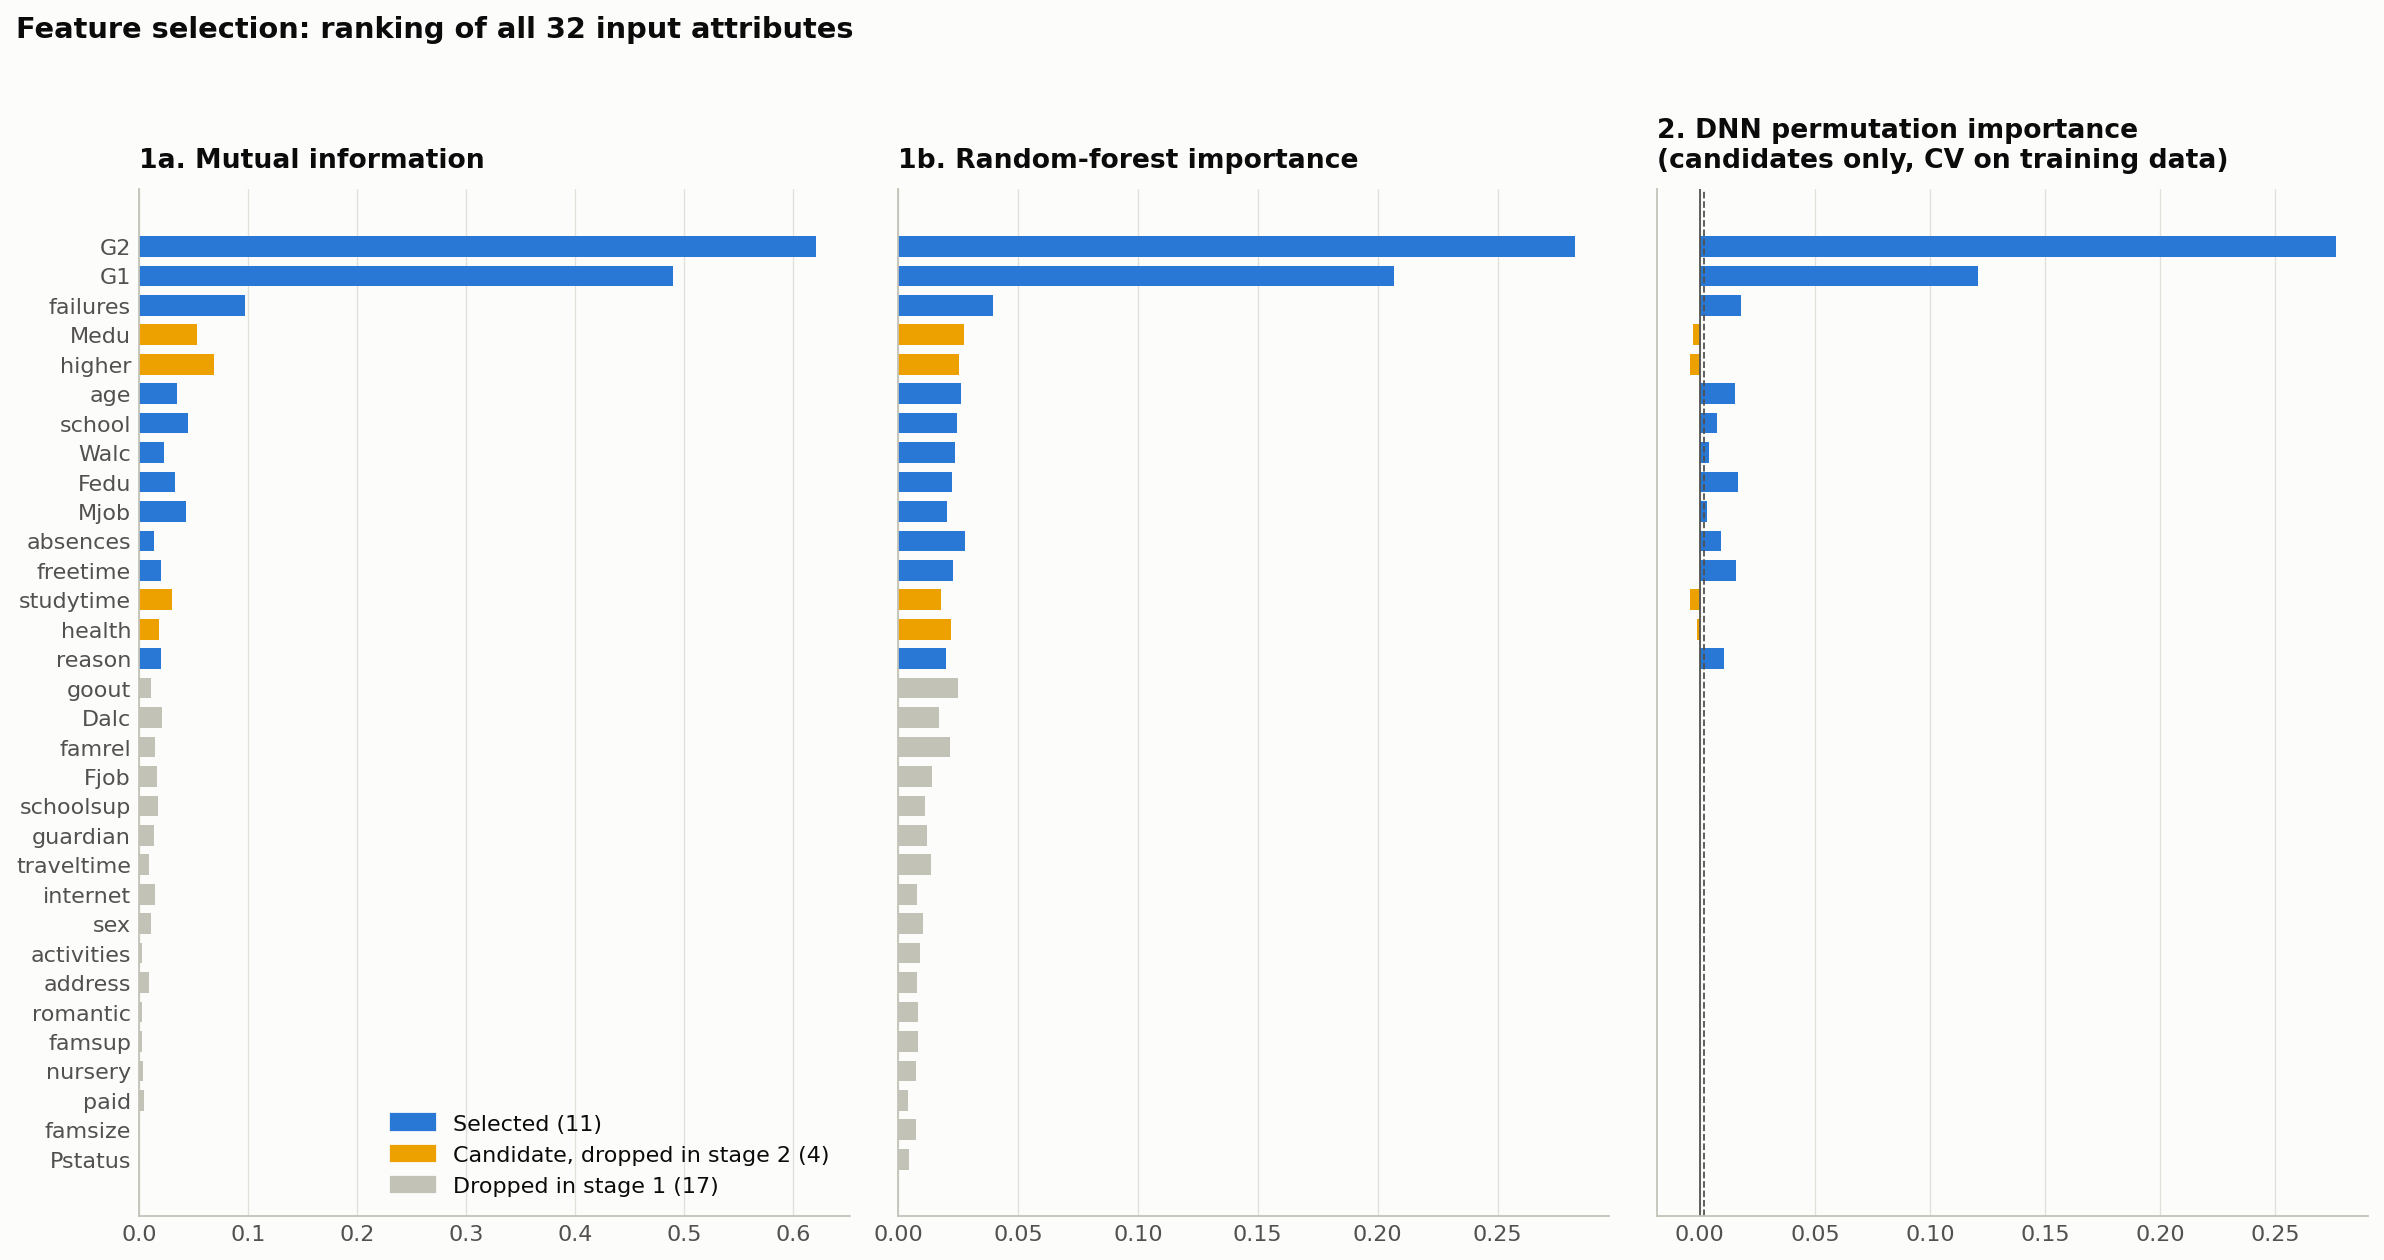 Feature selection: ranking of all 32 input attributes
1a. Mutual information
1b. Random-forest importance
2. DNN permutation importance
(candidates only, CV on training data)
G2
G1
failures
Medu
higher
age
school
Walc
Fedu
Mjob
absences
freetime
studytime
health
reason
goout
Dalc
famrel
Fjob
schoolsup
guardian
traveltime
internet
sex
activities
address
romantic
famsup
nursery
paid
famsize
Pstatus
Selected (11)
Candidate, dropped in stage 2 (4)
Dropped in stage 1 (17)
0.0 0.1 0.2 0.3 0.4 0.5 0.6
0.00 0.05 0.10 0.15 0.20 0.25
0.00 0.05 0.10 0.15 0.20 0.25